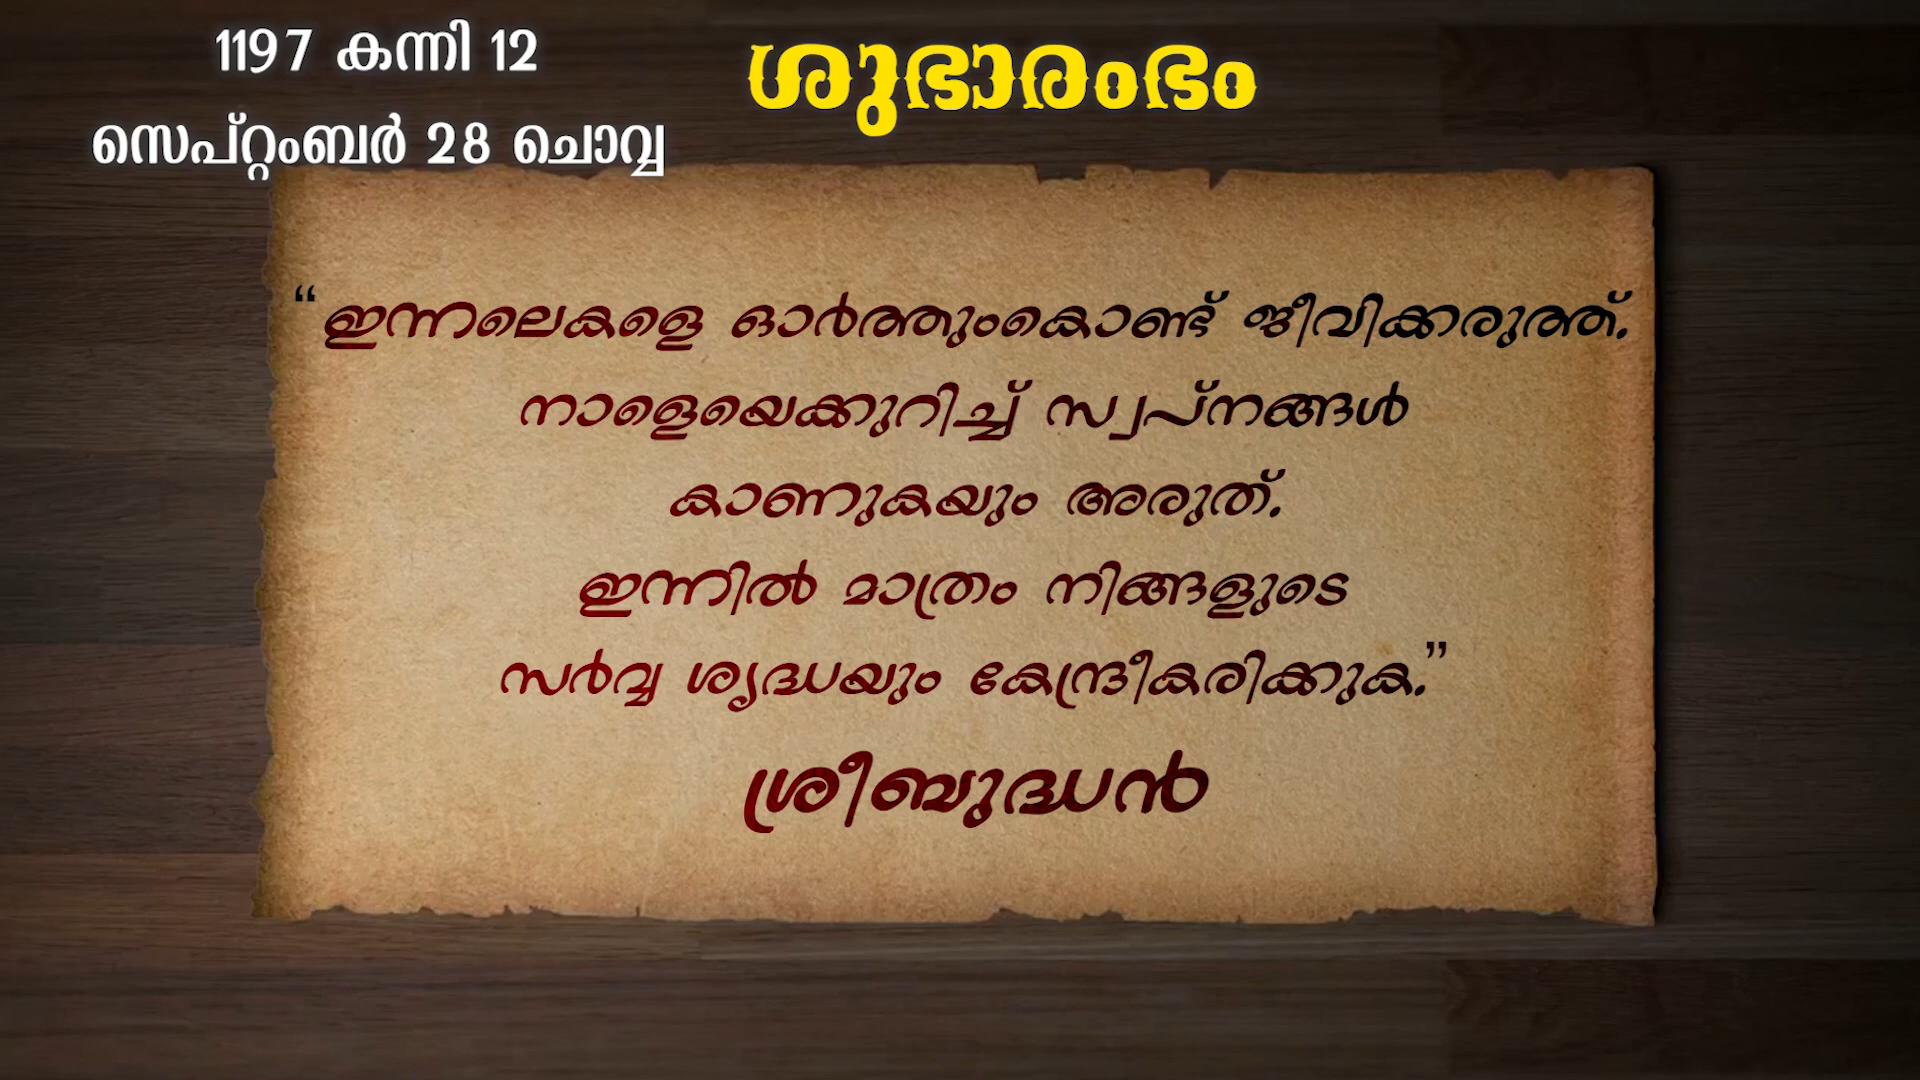 1197 കന്നി 12
സെപ്റ്റംബർ 28 ചൊവ്വ
ശുഭാരംഭം
“ഇന്നലെകളെ ഓർത്തുംകൊണ്ട് ജീവിക്കരുത്ത്.
നാളെയെക്കുറിച്ച് സ്വപ്നങ്ങൾ
കാണുകയും അരുത്.
ഇന്നിൽ മാത്രം നിങ്ങളുടെ
സർവ്വ ശൃദ്ധയും കേന്ദ്രീകരിക്കുക.”
ശ്രീബുദ്ധൻ